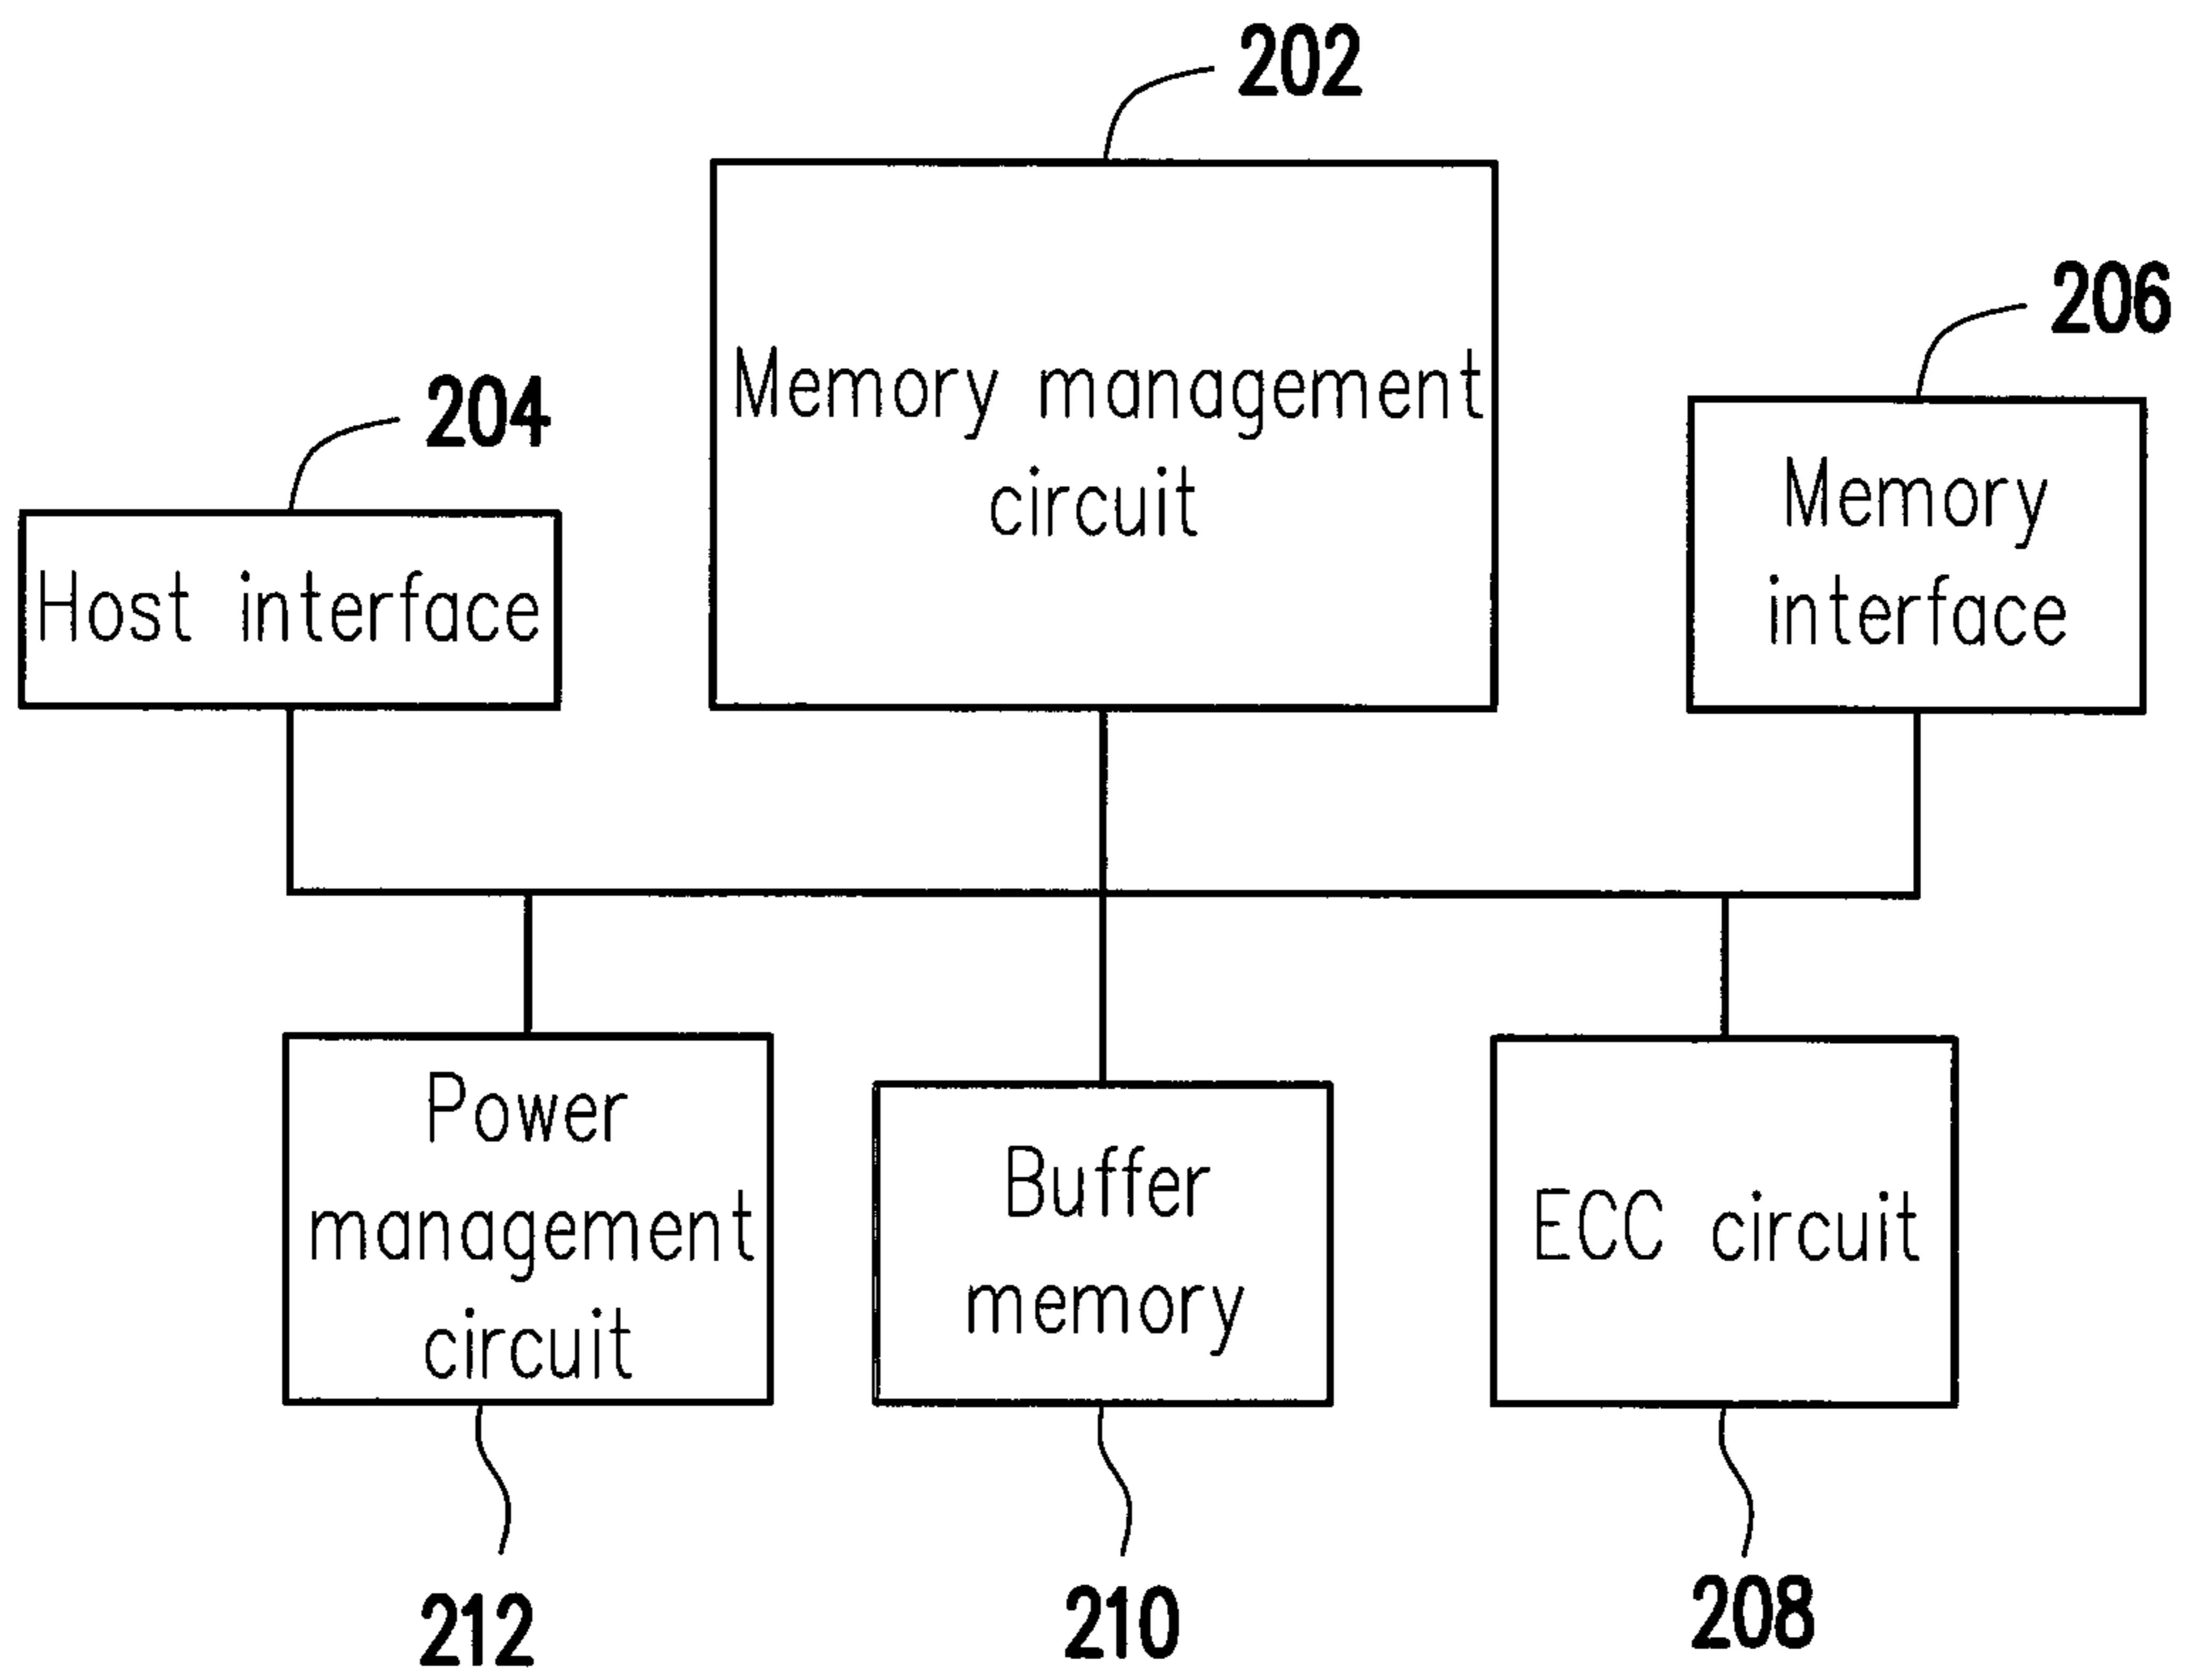 202
Memory management
circuit
206
Memory
interface
204
Host interface
Power
management
circuit
Buffer
memory
ECC circuit
212
210
208